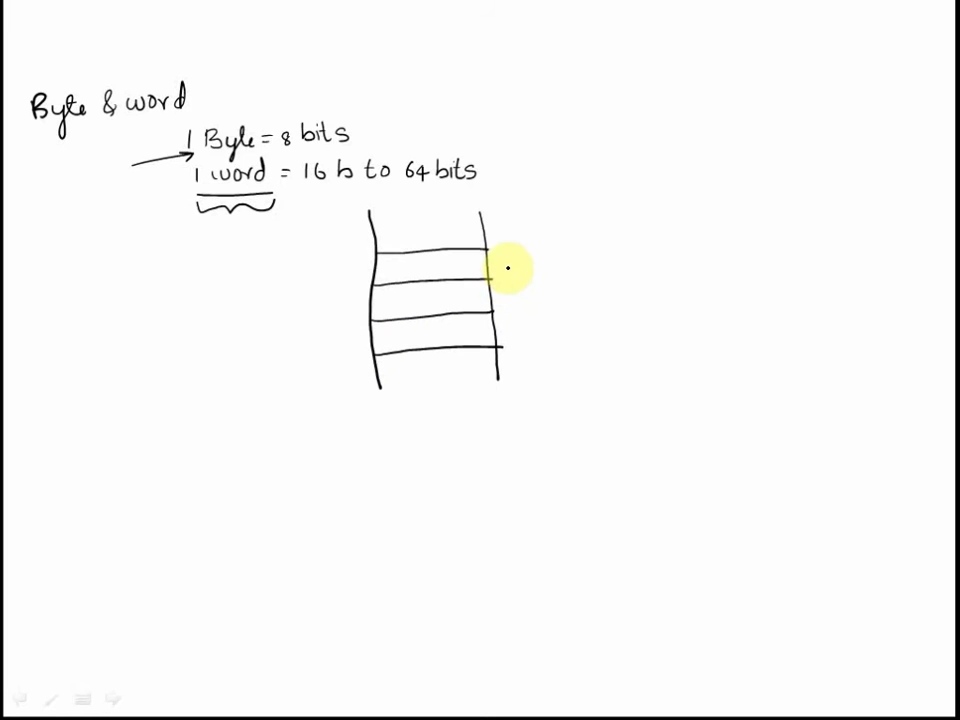 Byte & word
1 Byte = 8 bits
1 word = 16 b to 64 bits